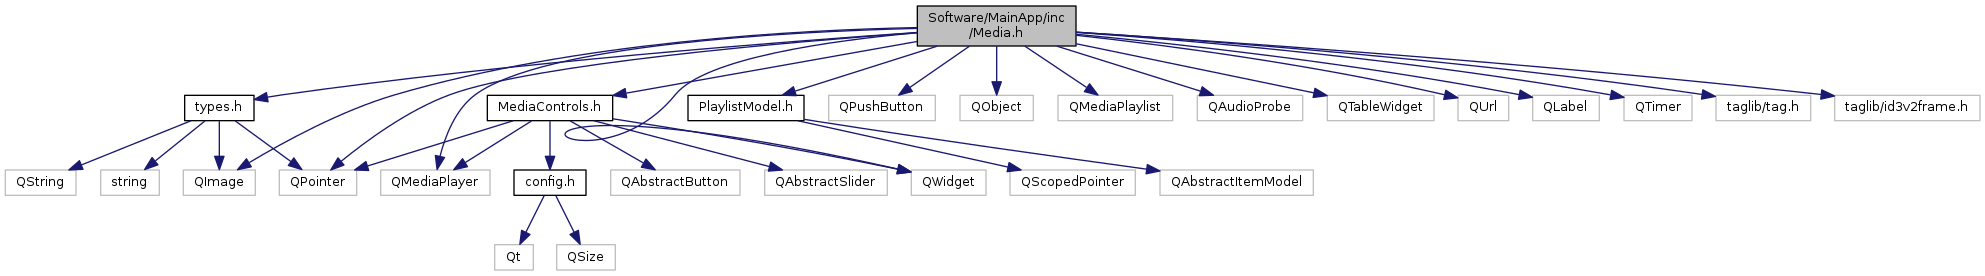 Software/MainApp/inc
/Media.h
types.h
MediaControls.h
PlaylistModel.h
QPushButton
QObject
QMediaPlaylist
QAudioProbe
QTableWidget
QUrl
QLabel
QTimer
taglib/tag.h
taglib/id3v2frame.h
QString
string
QImage
QPointer
QMediaPlayer
config.h
QAbstractButton
QAbstractSlider
QWidget
QScopedPointer
QAbstractItemModel
Qt
QSize